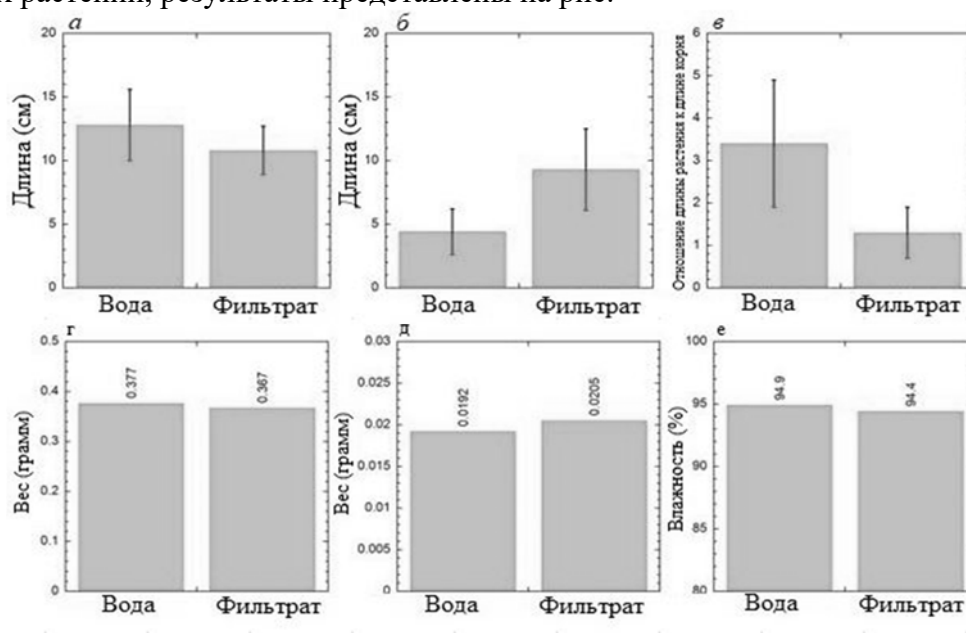 растений, результаты представлены на рис.
а
20
15
10
5
0
Длина (см)
Вода
Фильтрат
б
20
15
10
5
0
Длина (см)
Вода
Фильтрат
в
6
5
4
3
2
1
0
Отношение длины растения к длине корня
Вода
Фильтрат
г
0.5
0.4
0.3
0.2
0.1
0
Вес (грамм)
0.377
0.367
Вода
Фильтрат
д
0.03
0.025
0.02
0.015
0.01
0.005
0
Вес (грамм)
0.0192
0.0205
Вода
Фильтрат
е
100
95
90
85
80
Влажность (%)
94.9
94.4
Вода
Фильтрат